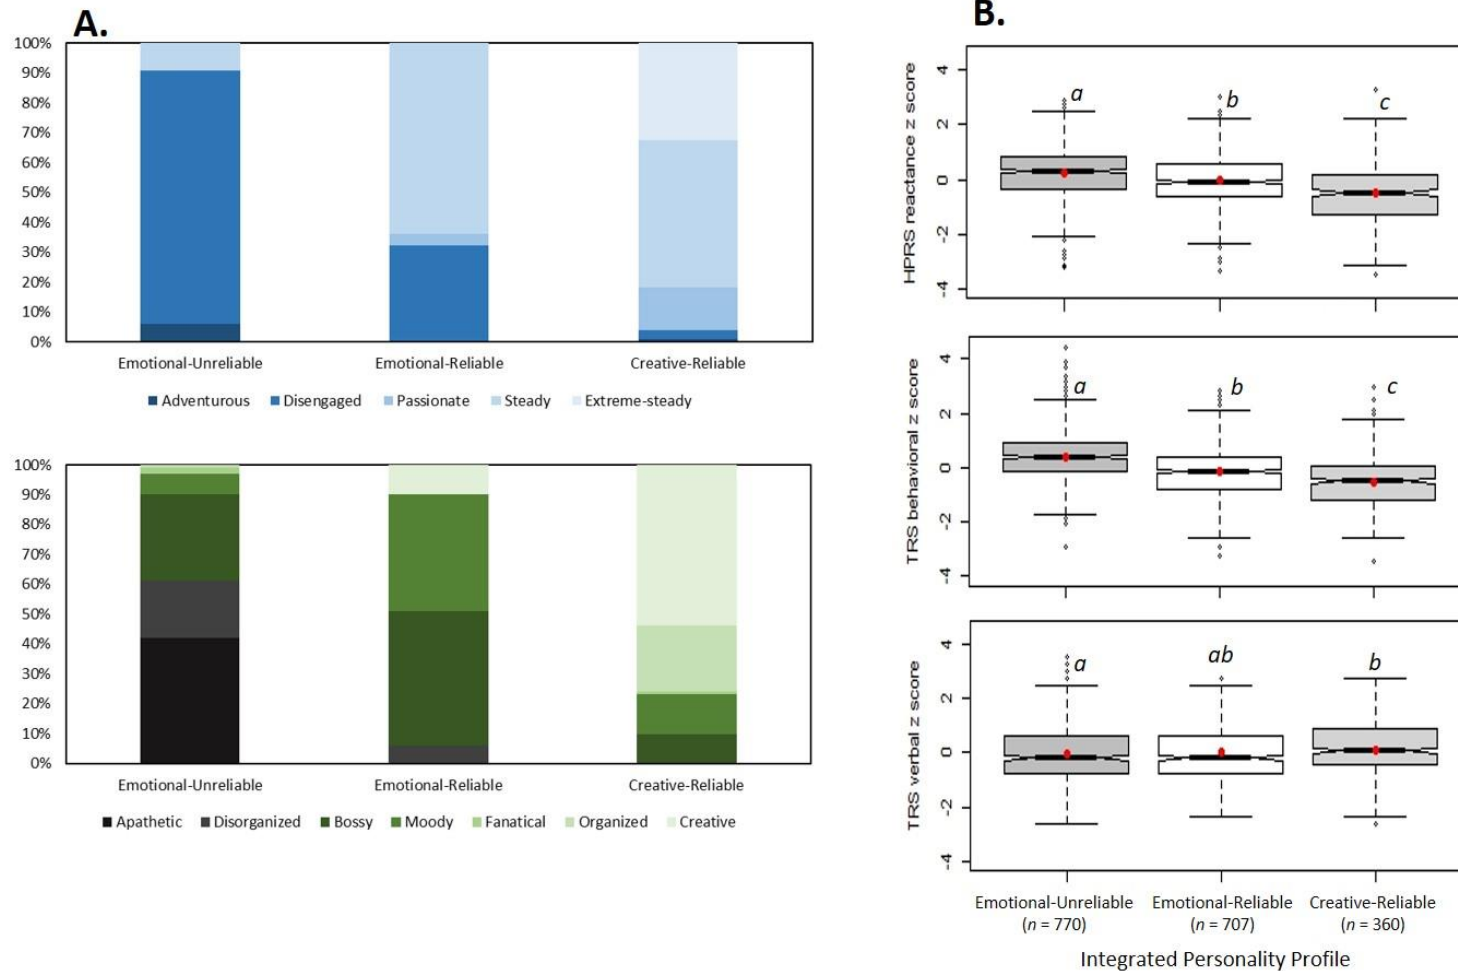 A.
100%
90%
80%
70%
60%
50%
40%
30%
20%
10%
0%
Emotional-Unreliable Emotional-Reliable Creative-Reliable
Adventurous Disengaged Passionate Steady Extreme-steady
100%
90%
80%
70%
60%
50%
40%
30%
20%
10%
0%
Emotional-Unreliable Emotional-Reliable Creative-Reliable
Apathetic Disorganized Bossy Moody Fanatical Organized Creative
B.
HPRS reactance z score
4
2
0
-2
-4
a b c
TRS behavioral z score
4
2
0
-2
-4
a b c
TRS verbal z score
4
2
0
-2
-4
a ab b
Emotional-Unreliable Emotional-Reliable Creative-Reliable
(n = 770) (n = 707) (n = 360)
Integrated Personality Profile